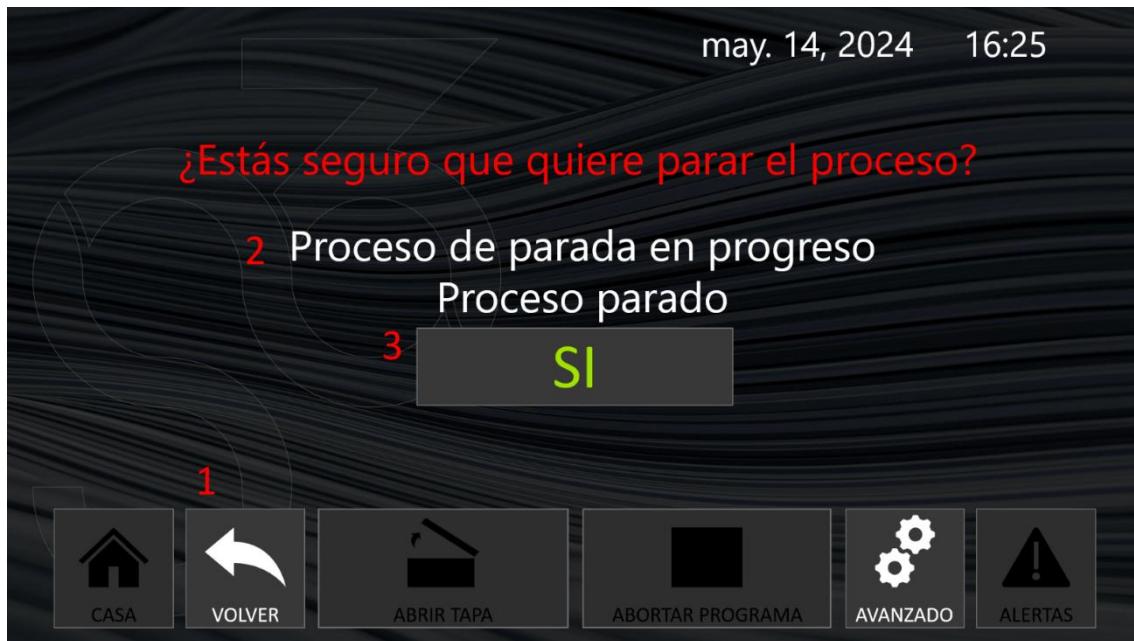 may. 14, 2024 16:25
¿Estás seguro que quiere parar el proceso?
2 Proceso de parada en progreso
Proceso parado
3
SI
1
CASA VOLVER ABRIR TAPA ABORTAR PROGRAMA AVANZADO ALERTAS